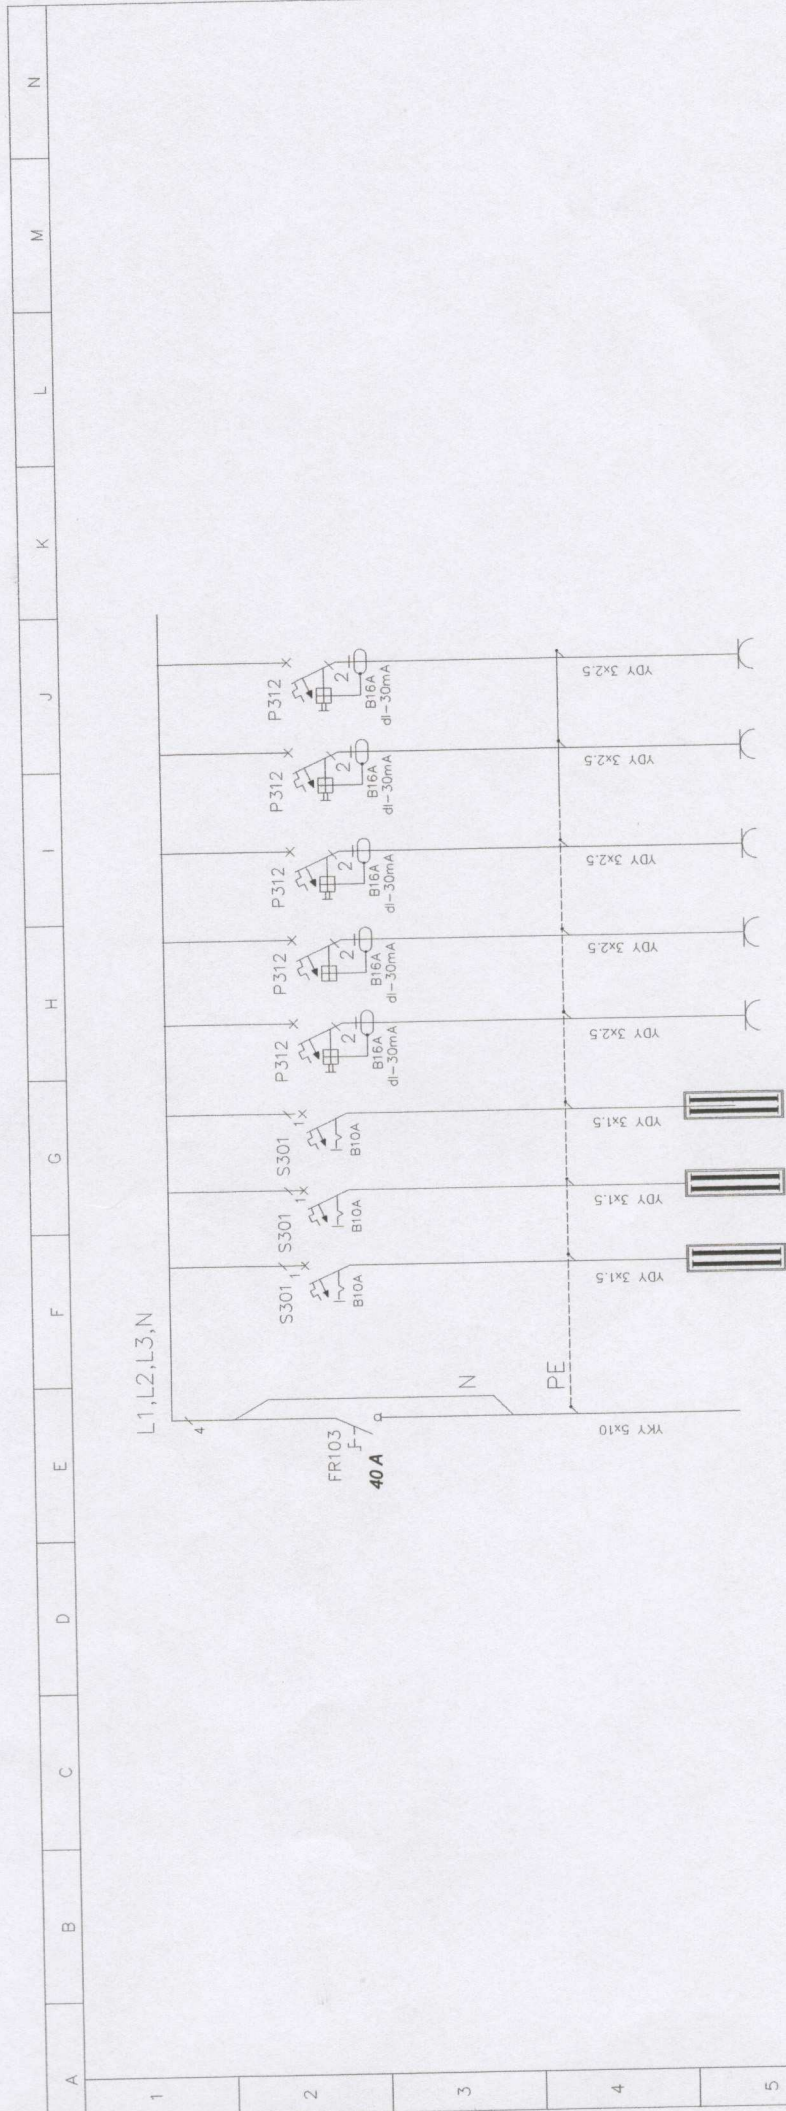 A
B
C
D
E
F
G
H
I
J
K
L
M
N
1
2
3
4
5
L1,L2,L3,N
4
FR103
40 A
N
PE
YKY 5x10
S301
1
B10A
YDY 3x1.5
S301
1
B10A
YDY 3x1.5
S301
1
B10A
YDY 3x1.5
P312
2
B16A
dI-30mA
YDY 3x2.5
P312
2
B16A
dI-30mA
YDY 3x2.5
P312
2
B16A
dI-30mA
YDY 3x2.5
P312
2
B16A
dI-30mA
YDY 3x2.5
P312
2
B16A
dI-30mA
YDY 3x2.5